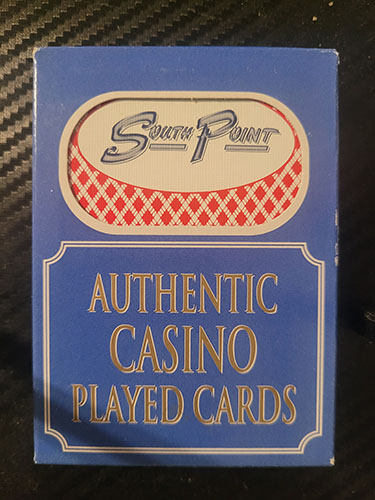 South Point
AUTHENTIC
CASINO
PLAYED CARDS